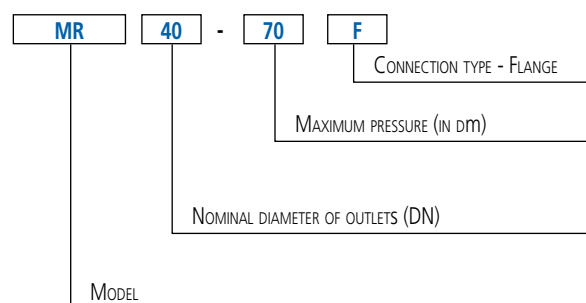 MR 40 - 70 F
Connection type - Flange
Maximum pressure (in dm)
Nominal diameter of outlets (DN)
Model